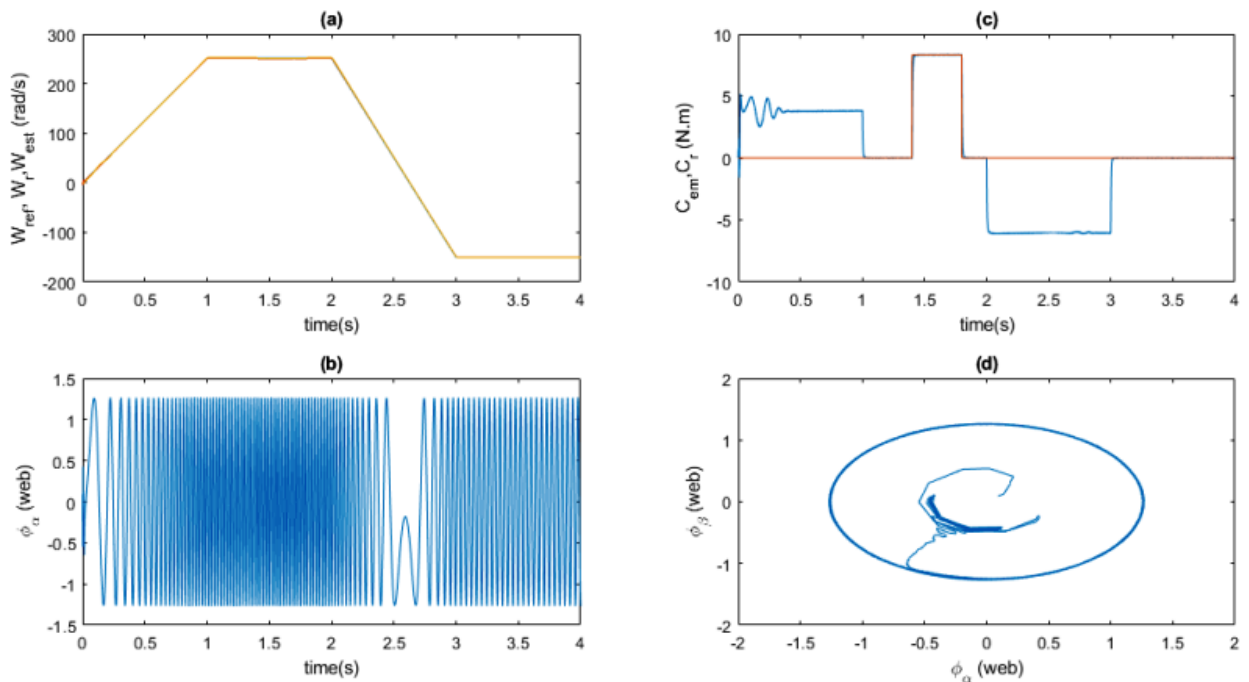 (a)
300
200
100
0
-100
-200
W_ref, W_r,W_est (rad/s)
0 0.5 1 1.5 2 2.5 3 3.5 4
time(s)
(c)
10
5
0
-5
-10
C_em,C_r (N.m)
0 0.5 1 1.5 2 2.5 3 3.5 4
time(s)
(b)
1.5
1
0.5
0
-0.5
-1
-1.5
ϕ_α (web)
0 0.5 1 1.5 2 2.5 3 3.5 4
time(s)
(d)
2
1
0
-1
-2
ϕ_β (web)
-2 -1.5 -1 -0.5 0 0.5 1 1.5 2
ϕ_α (web)